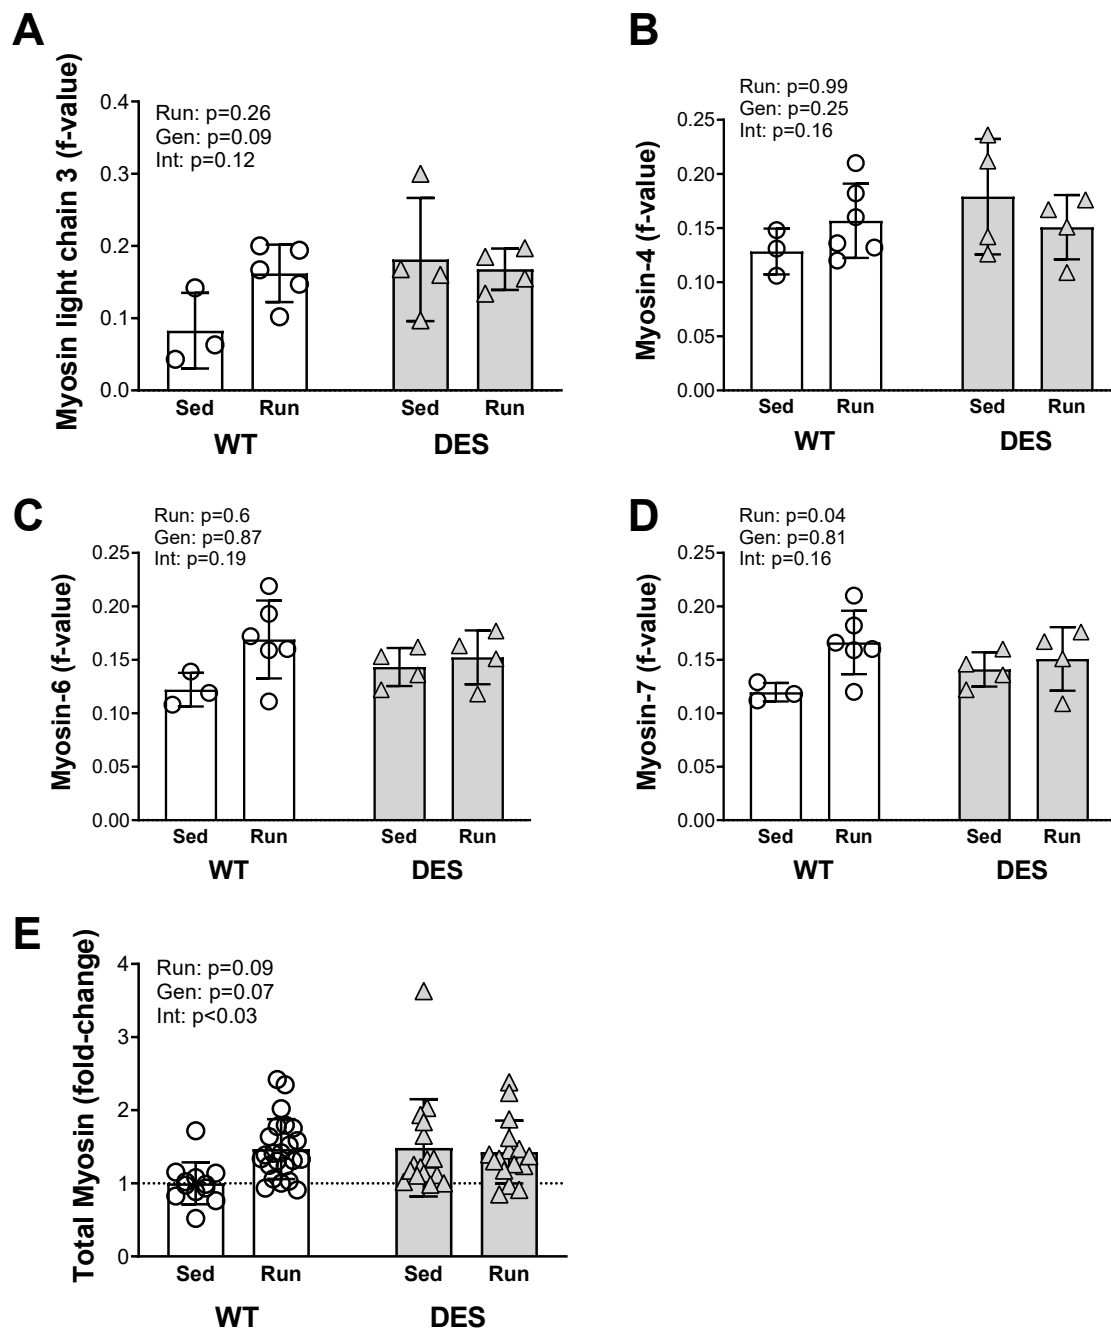 A
Myosin light chain 3 (f-value)
Run: p=0.26
Gen: p=0.09
Int: p=0.12
0.4
0.3
0.2
0.1
0.0
Sed Run Sed Run
WT DES
B
Myosin-4 (f-value)
Run: p=0.99
Gen: p=0.25
Int: p=0.16
0.25
0.20
0.15
0.10
0.05
0.00
Sed Run Sed Run
WT DES
C
Myosin-6 (f-value)
Run: p=0.6
Gen: p=0.87
Int: p=0.19
0.25
0.20
0.15
0.10
0.05
0.00
Sed Run Sed Run
WT DES
D
Myosin-7 (f-value)
Run: p=0.04
Gen: p=0.81
Int: p=0.16
0.25
0.20
0.15
0.10
0.05
0.00
Sed Run Sed Run
WT DES
E
Total Myosin (fold-change)
Run: p=0.09
Gen: p=0.07
Int: p<0.03
4
3
2
1
0
Sed Run Sed Run
WT DES